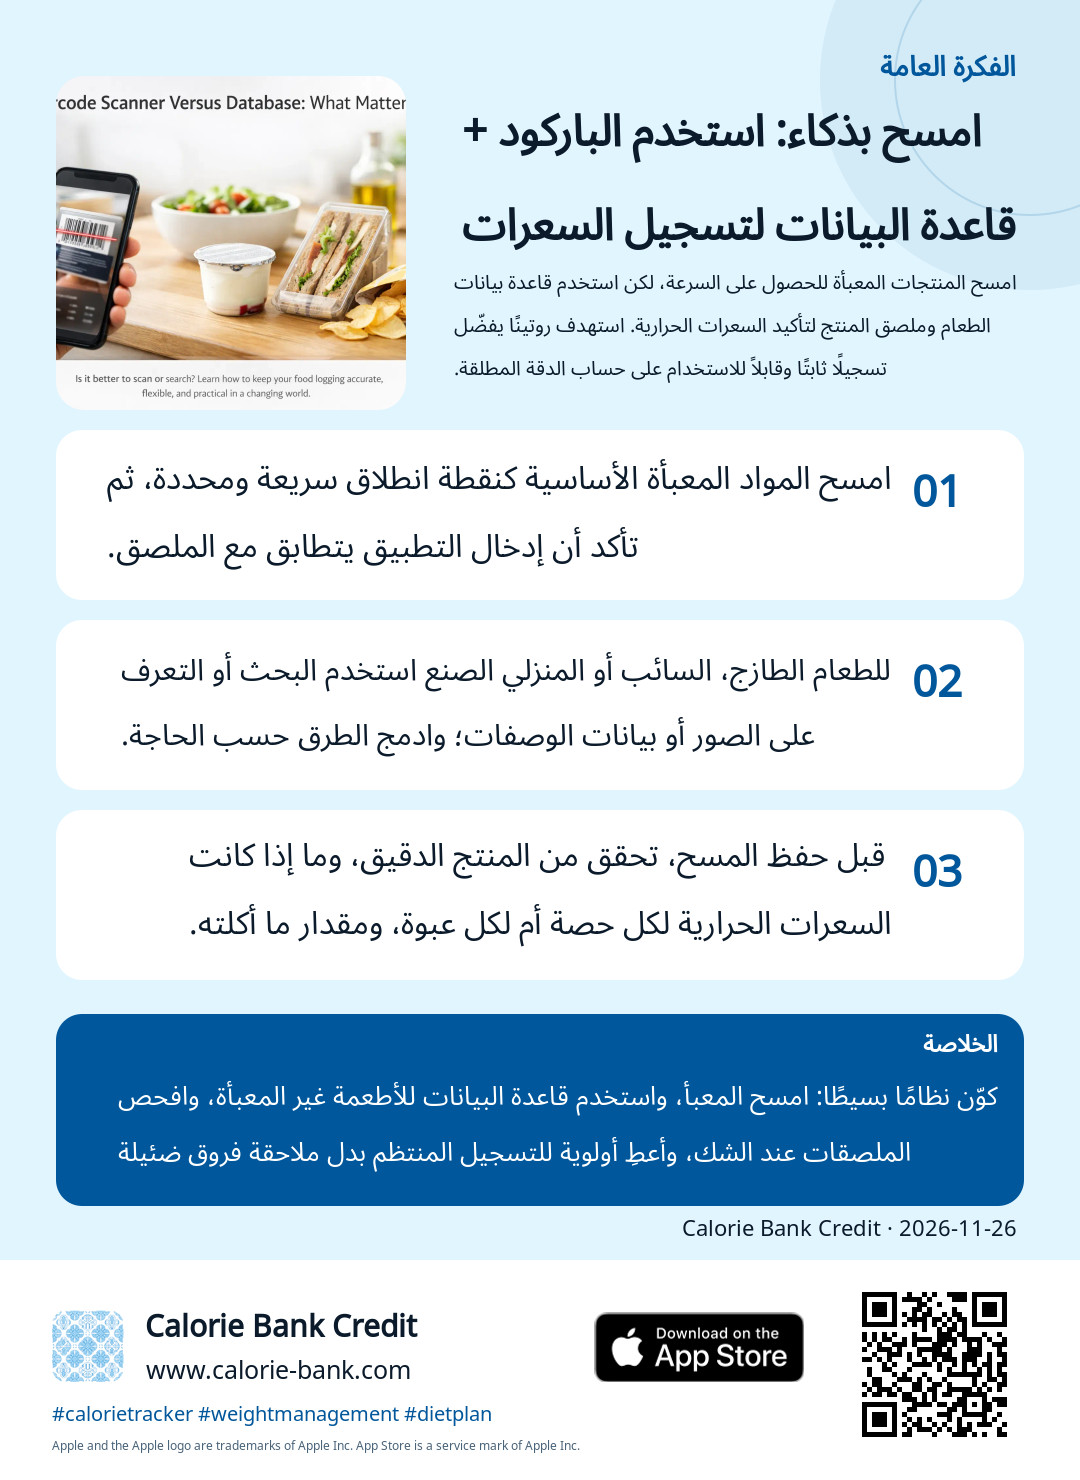 الفكرة العامة
امسح بذكاء: استخدم الباركود +
قاعدة البيانات لتسجيل السعرات
امسح المنتجات المعبأة للحصول على السرعة، لكن استخدم قاعدة بيانات
الطعام وملصق المنتج لتأكيد السعرات الحرارية. استهدف روتينًا يفضّل
تسجيلًا ثابتًا وقابلاً للاستخدام على حساب الدقة المطلقة.
rcode Scanner Versus Database: What Matter
Is it better to scan or search? Learn how to keep your food logging accurate,
flexible, and practical in a changing world.
01
امسح المواد المعبأة الأساسية كنقطة انطلاق سريعة ومحددة، ثم
تأكد أن إدخال التطبيق يتطابق مع الملصق.
02
للطعام الطازج، السائب أو المنزلي الصنع استخدم البحث أو التعرف
على الصور أو بيانات الوصفات؛ وادمج الطرق حسب الحاجة.
03
قبل حفظ المسح، تحقق من المنتج الدقيق، وما إذا كانت
السعرات الحرارية لكل حصة أم لكل عبوة، ومقدار ما أكلته.
الخلاصة
كوّن نظامًا بسيطًا: امسح المعبأ، واستخدم قاعدة البيانات للأطعمة غير المعبأة، وافحص
الملصقات عند الشك، وأعطِ أولوية للتسجيل المنتظم بدل ملاحقة فروق ضئيلة
Calorie Bank Credit · 2026-11-26
Calorie Bank Credit
www.calorie-bank.com
#calorietracker #weightmanagement #dietplan
Apple and the Apple logo are trademarks of Apple Inc. App Store is a service mark of Apple Inc.
Download on the
App Store